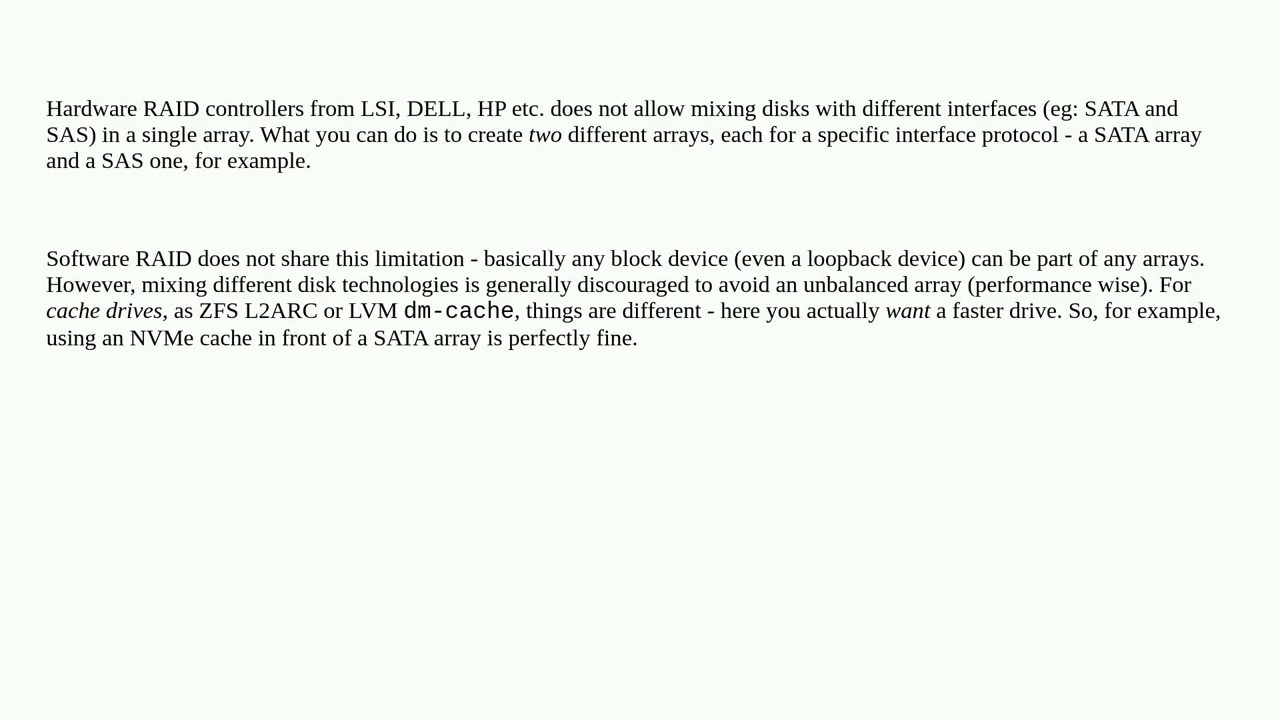 Hardware RAID controllers from LSI, DELL, HP etc. does not allow mixing disks with different interfaces (eg: SATA and
SAS) in a single array. What you can do is to create two different arrays, each for a specific interface protocol - a SATA array
and a SAS one, for example.
Software RAID does not share this limitation - basically any block device (even a loopback device) can be part of any arrays.
However, mixing different disk technologies is generally discouraged to avoid an unbalanced array (performance wise). For
cache drives, as ZFS L2ARC or LVM dm-cache, things are different - here you actually want a faster drive. So, for example,
using an NVMe cache in front of a SATA array is perfectly fine.